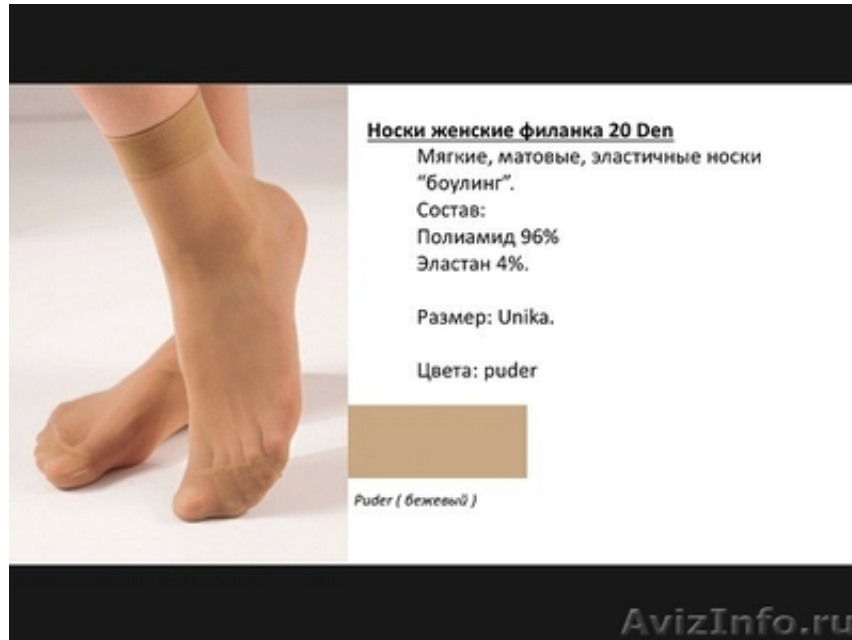 Носки женские филанка 20 Den
Мягкие, матовые, эластичные носки
“боулинг”.
Состав:
Полиамид 96%
Эластан 4%.
Размер: Unika.
Цвета: puder
Puder ( бежевый )
AvizInfo.ru